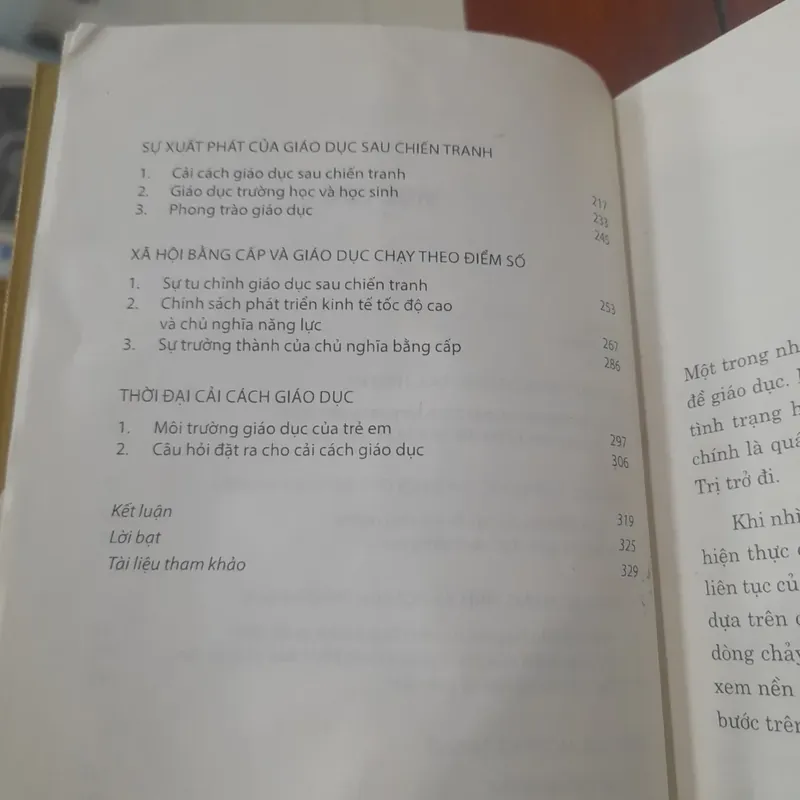 SỰ XUẤT PHÁT CỦA GIÁO DỤC SAU CHIẾN TRANH
1. Cải cách giáo dục sau chiến tranh 217
2. Giáo dục trường học và học sinh 233
3. Phong trào giáo dục 245
XÃ HỘI BẰNG CẤP VÀ GIÁO DỤC CHẠY THEO ĐIỂM SỐ
1. Sự tu chỉnh giáo dục sau chiến tranh 253
2. Chính sách phát triển kinh tế tốc độ cao
và chủ nghĩa năng lực 267
3. Sự trưởng thành của chủ nghĩa bằng cấp 286
THỜI ĐẠI CẢI CÁCH GIÁO DỤC
1. Môi trường giáo dục của trẻ em 297
2. Câu hỏi đặt ra cho cải cách giáo dục 306
Kết luận 319
Lời bạt 325
Tài liệu tham khảo 329
Một trong
đề giáo dục.
tình trạng
chính là
Trị trở đi.
Khi
hiện thực
liên tục
dựa trên
dòng chảy
xem nền
bước